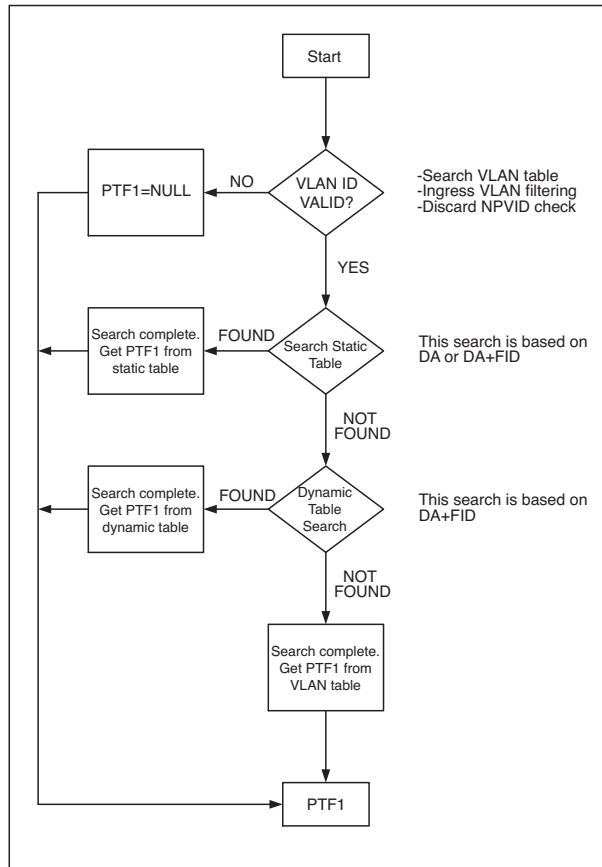 Start
PTF1=NULL
NO
VLAN ID
VALID?
-Search VLAN table
-Ingress VLAN filtering
-Discard NPVID check
YES
Search complete.
Get PTF1 from
static table
FOUND
Search Static
Table
This search is based on
DA or DA+FID
NOT
FOUND
Search complete.
Get PTF1 from
dynamic table
FOUND
Dynamic
Table
Search
This search is based on
DA+FID
NOT
FOUND
Search complete.
Get PTF1 from
VLAN table
PTF1